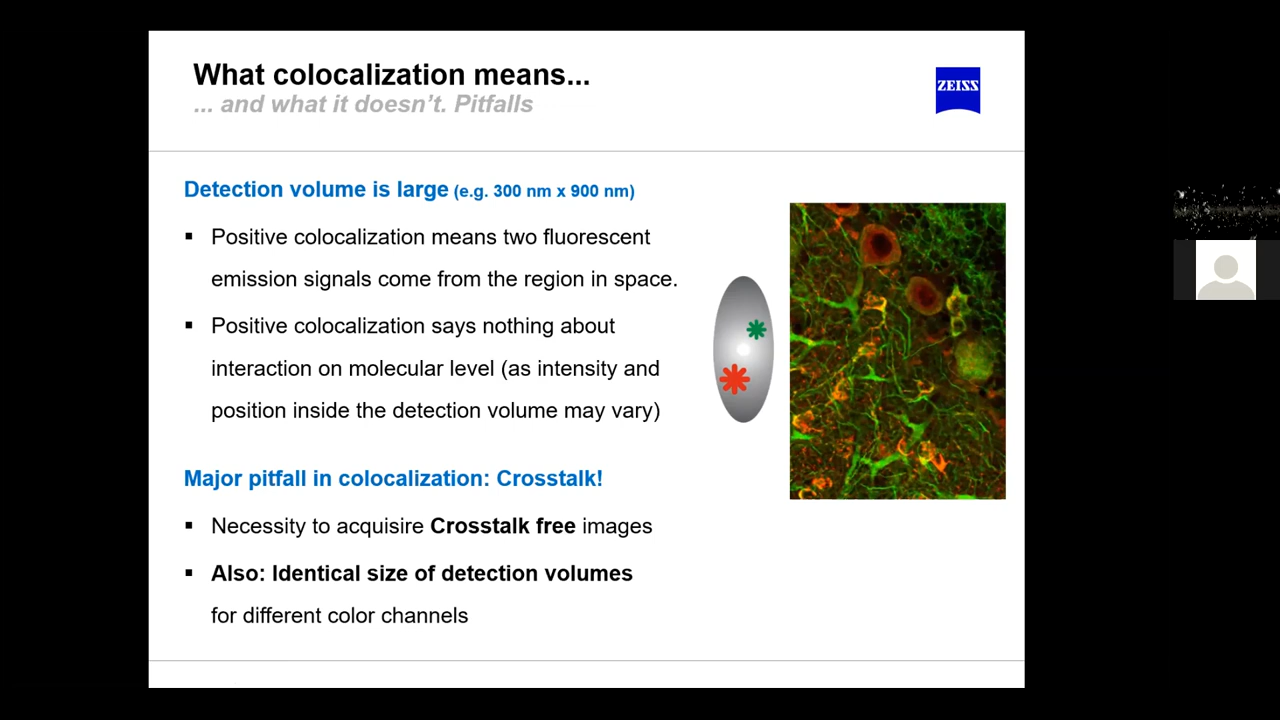 What colocalization means...
... and what it doesn't. Pitfalls
ZEISS
Detection volume is large (e.g. 300 nm x 900 nm)
▪ Positive colocalization means two fluorescent
emission signals come from the region in space.
▪ Positive colocalization says nothing about
interaction on molecular level (as intensity and
position inside the detection volume may vary)
Major pitfall in colocalization: Crosstalk!
▪ Necessity to acquisire Crosstalk free images
▪ Also: Identical size of detection volumes
for different color channels